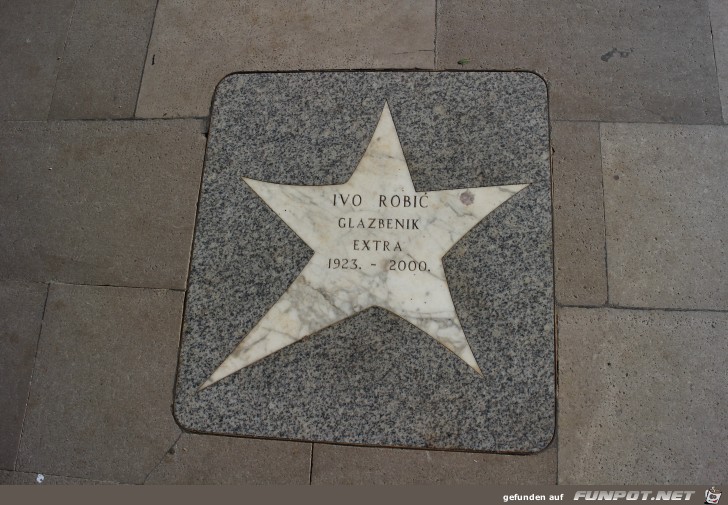 IVO ROBIĆ
GLAZBENIK
EXTRA
1923. - 2000.
gefunden auf FUNPOT.NET